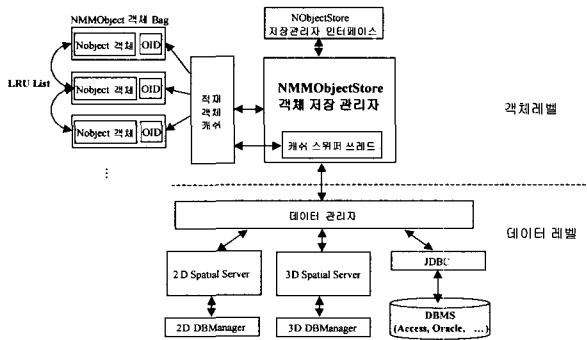 NMMObject 객체 Bag
Nobject 객체 OID
LRU List
Nobject 객체 OID
Nobject 객체 OID
⋮
적재
객체
캐쉬
NObjectStore
저장관리자 인터페이스
NMMObjectStore
객체 저장 관리자
캐쉬 스위퍼 쓰레드
객체레벨
데이터 관리자
데이터 레벨
2D Spatial Server
3D Spatial Server
JDBC
2D DBManager
3D DBManager
DBMS
(Access, Oracle, …)